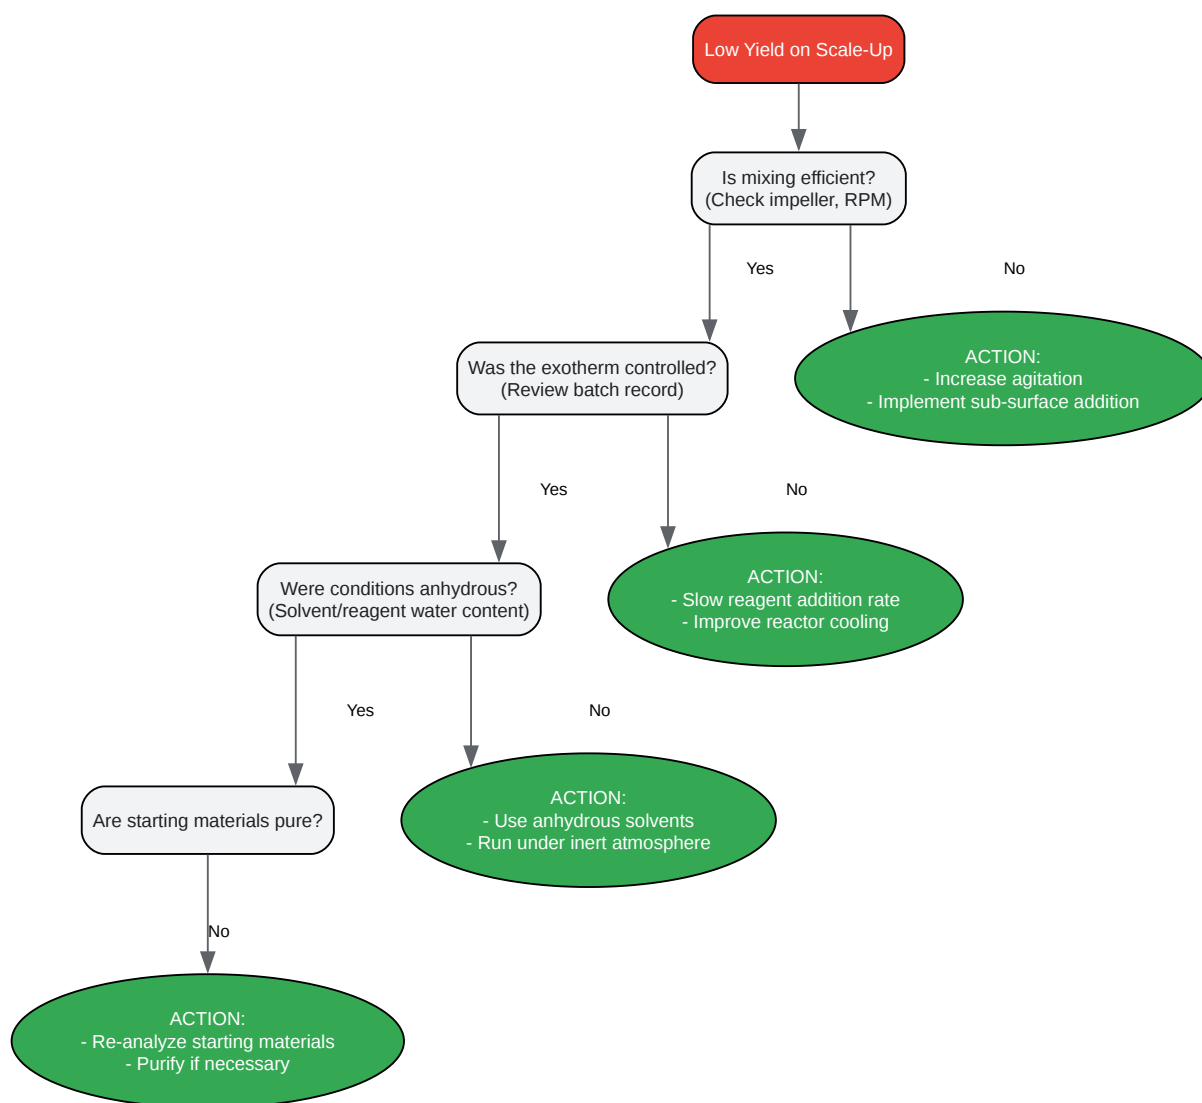 Low Yield on Scale-Up
Is mixing efficient?
(Check impeller, RPM)
Yes
No
ACTION:
- Increase agitation
- Implement sub-surface addition
Was the exotherm controlled?
(Review batch record)
Yes
No
ACTION:
- Slow reagent addition rate
- Improve reactor cooling
Were conditions anhydrous?
(Solvent/reagent water content)
Yes
No
ACTION:
- Use anhydrous solvents
- Run under inert atmosphere
Are starting materials pure?
No
ACTION:
- Re-analyze starting materials
- Purify if necessary